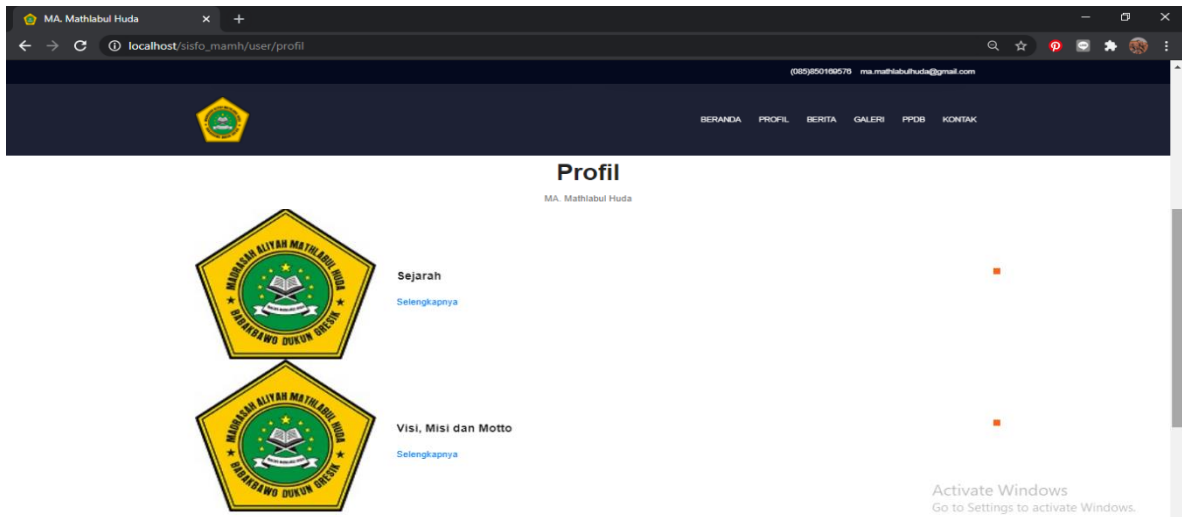 MA. Mathlabul Huda
localhost/sisfo_mamh/user/profil
(085)850169576 ma.mathlabulhuda@gmail.com
BERANDA PROFIL BERITA GALERI PPDB KONTAK
Profil
MA. Mathlabul Huda
MADRASAH ALIYAH MATHLABUL HUDA
BABAKBAWO DUKUN GRESIK
Sejarah
Selengkapnya
MADRASAH ALIYAH MATHLABUL HUDA
BABAKBAWO DUKUN GRESIK
Visi, Misi dan Motto
Selengkapnya
Activate Windows
Go to Settings to activate Windows.